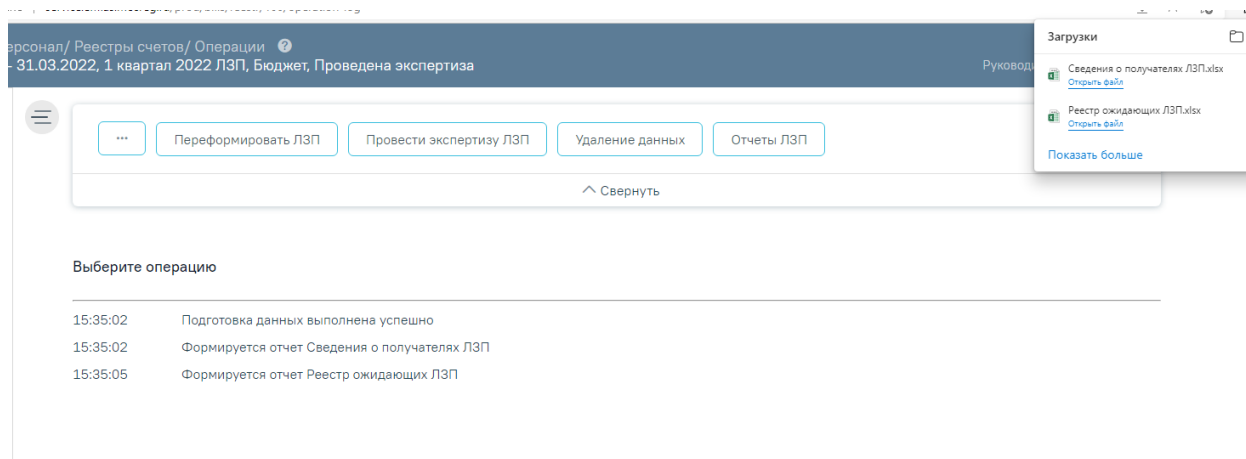 Загрузки
ерсонал/ Реестры счетов/ Операции ?
- 31.03.2022, 1 квартал 2022 ЛЗП, Бюджет, Проведена экспертиза
Руковод
Сведения о получателях ЛЗП.xlsx
Открыть файл
Реестр ожидающих ЛЗП.xlsx
Открыть файл
Показать больше
... Переформировать ЛЗП Провести экспертизу ЛЗП Удаление данных Отчеты ЛЗП
Свернуть
Выберите операцию
15:35:02 Подготовка данных выполнена успешно
15:35:02 Формируется отчет Сведения о получателях ЛЗП
15:35:05 Формируется отчет Реестр ожидающих ЛЗП